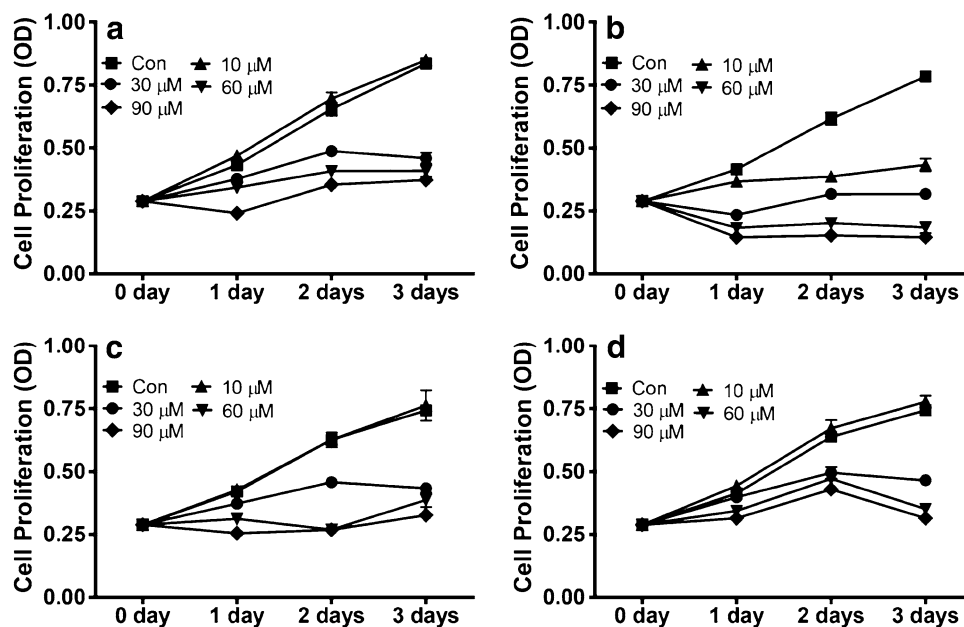 a
1.00
0.75
0.50
0.25
0.00
Cell Proliferation (OD)
Con
10 μM
30 μM
60 μM
90 μM
0 day
1 day
2 days
3 days
b
1.00
0.75
0.50
0.25
0.00
Cell Proliferation (OD)
Con
10 μM
30 μM
60 μM
90 μM
0 day
1 day
2 days
3 days
c
1.00
0.75
0.50
0.25
0.00
Cell Proliferation (OD)
Con
10 μM
30 μM
60 μM
90 μM
0 day
1 day
2 days
3 days
d
1.00
0.75
0.50
0.25
0.00
Cell Proliferation (OD)
Con
10 μM
30 μM
60 μM
90 μM
0 day
1 day
2 days
3 days